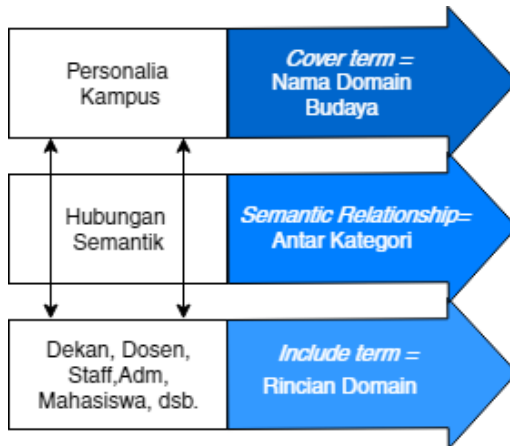 Personalia
Kampus
Cover term =
Nama Domain
Budaya
Hubungan
Semantik
Semantic Relationship=
Antar Kategori
Dekan, Dosen,
Staff,Adm,
Mahasiswa, dsb.
Include term =
Rincian Domain